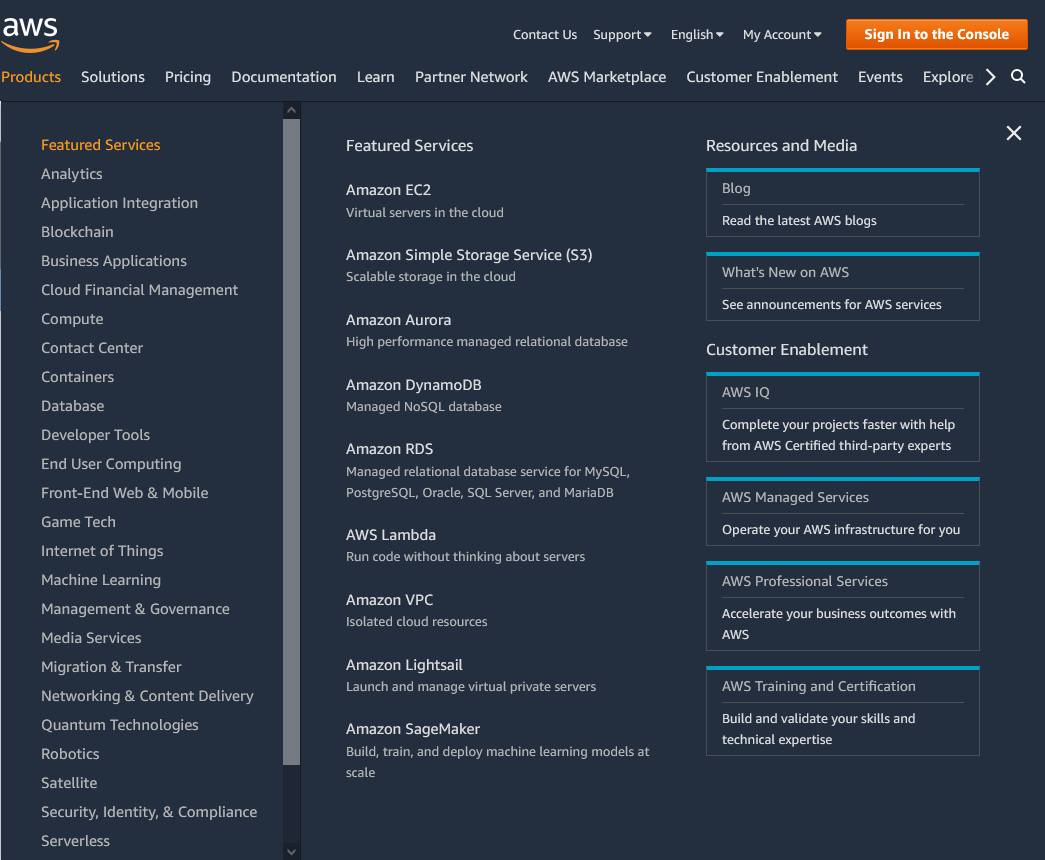 aws
Contact Us Support English My Account Sign In to the Console
Products Solutions Pricing Documentation Learn Partner Network AWS Marketplace Customer Enablement Events Explore
Featured Services
Analytics
Application Integration
Blockchain
Business Applications
Cloud Financial Management
Compute
Contact Center
Containers
Database
Developer Tools
End User Computing
Front-End Web & Mobile
Game Tech
Internet of Things
Machine Learning
Management & Governance
Media Services
Migration & Transfer
Networking & Content Delivery
Quantum Technologies
Robotics
Satellite
Security, Identity, & Compliance
Serverless
Featured Services
Amazon EC2
Virtual servers in the cloud
Amazon Simple Storage Service (S3)
Scalable storage in the cloud
Amazon Aurora
High performance managed relational database
Amazon DynamoDB
Managed NoSQL database
Amazon RDS
Managed relational database service for MySQL,
PostgreSQL, Oracle, SQL Server, and MariaDB
AWS Lambda
Run code without thinking about servers
Amazon VPC
Isolated cloud resources
Amazon Lightsail
Launch and manage virtual private servers
Amazon SageMaker
Build, train, and deploy machine learning models at
scale
Resources and Media
Blog
Read the latest AWS blogs
What's New on AWS
See announcements for AWS services
Customer Enablement
AWS IQ
Complete your projects faster with help
from AWS Certified third-party experts
AWS Managed Services
Operate your AWS infrastructure for you
AWS Professional Services
Accelerate your business outcomes with
AWS
AWS Training and Certification
Build and validate your skills and
technical expertise